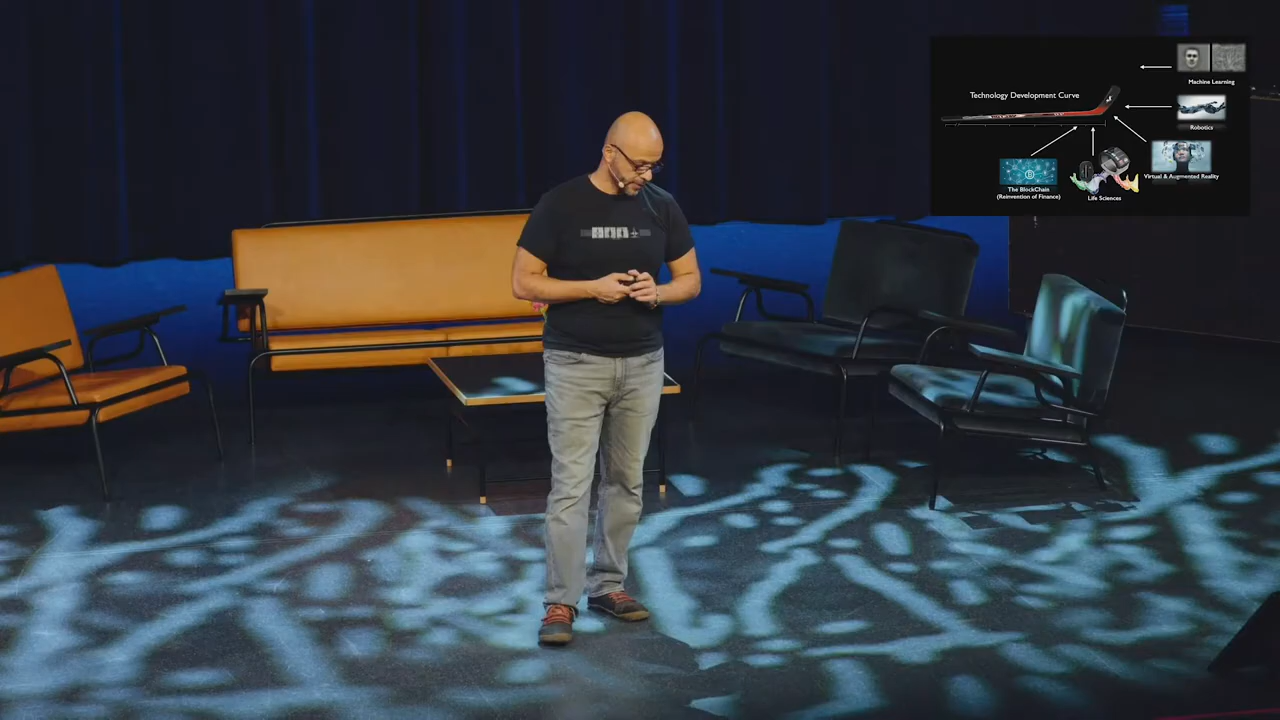 Technology Development Curve
Machine Learning
Robotics
Virtual & Augmented Reality
The BlockChain
(Reinvention of Finance)
Life Sciences